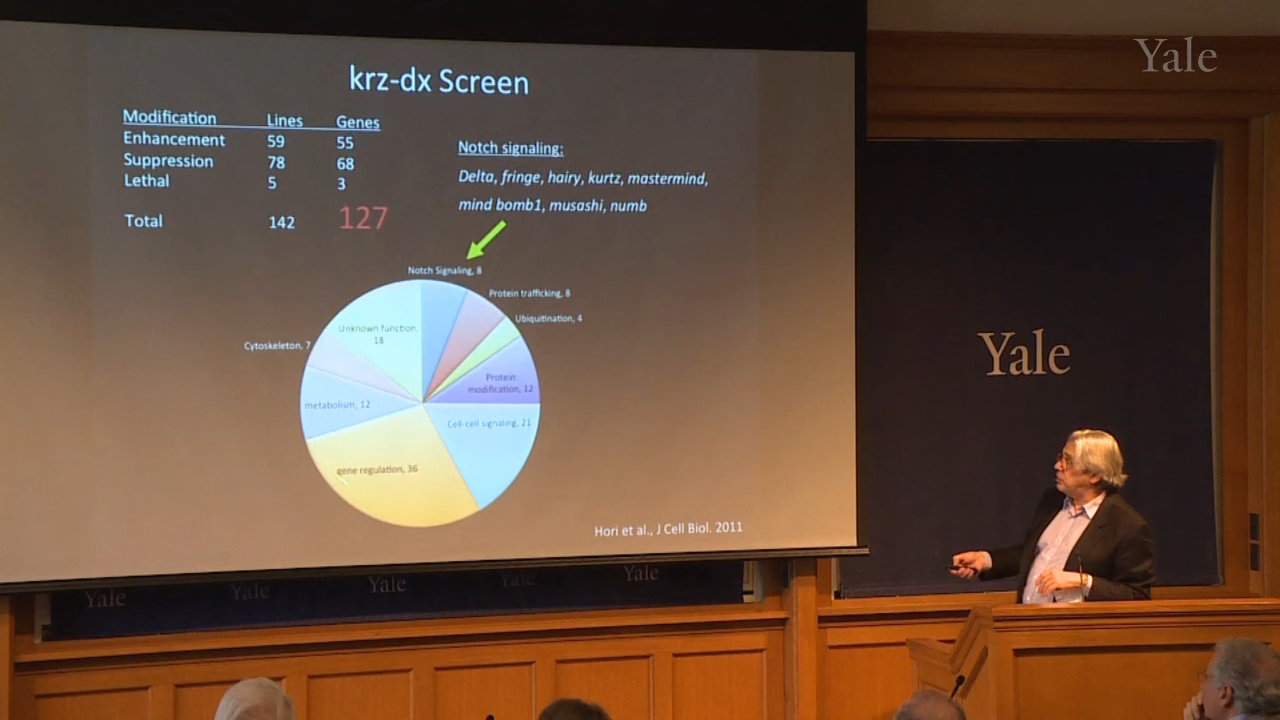 Yale
krz-dx Screen
Modification Lines Genes
Enhancement 59 55
Suppression 78 68
Lethal 5 3
Total 142 127
Notch signaling:
Delta, fringe, hairy, kurtz, mastermind,
mind bomb1, musashi, numb
Notch Signaling, 8
Protein trafficking, 8
Ubiquitination, 4
Unknown function,
18
Cytoskeleton, 7
Protein
modification, 12
metabolism, 12
Cell-cell signaling, 21
gene regulation, 36
Hori et al., J Cell Biol. 2011
Yale
Yale Yale Yale Yale